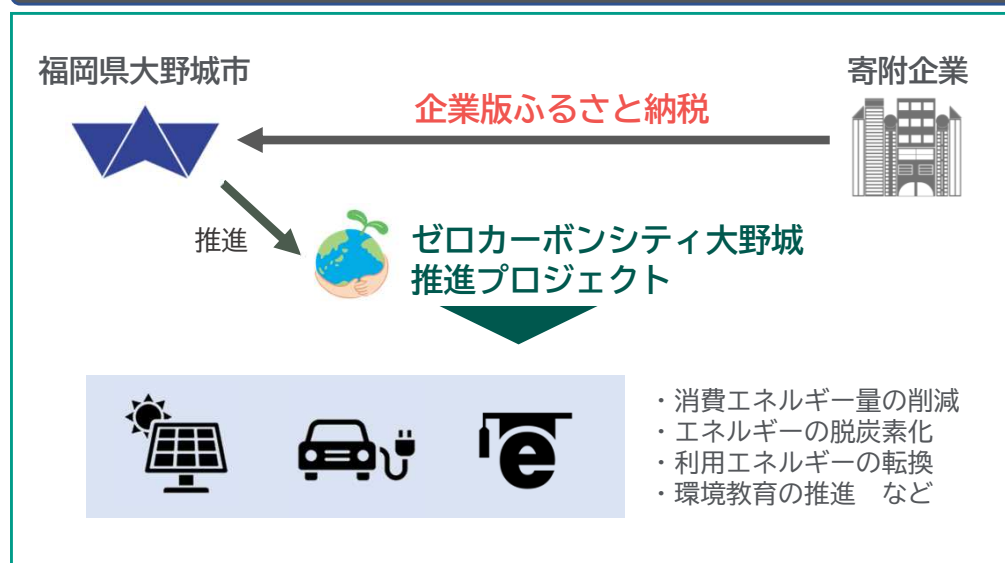 福岡県大野城市
寄附企業
企業版ふるさと納税
推進
ゼロカーボンシティ大野城
推進プロジェクト
e
・消費エネルギー量の削減
・エネルギーの脱炭素化
・利用エネルギーの転換
・環境教育の推進　など